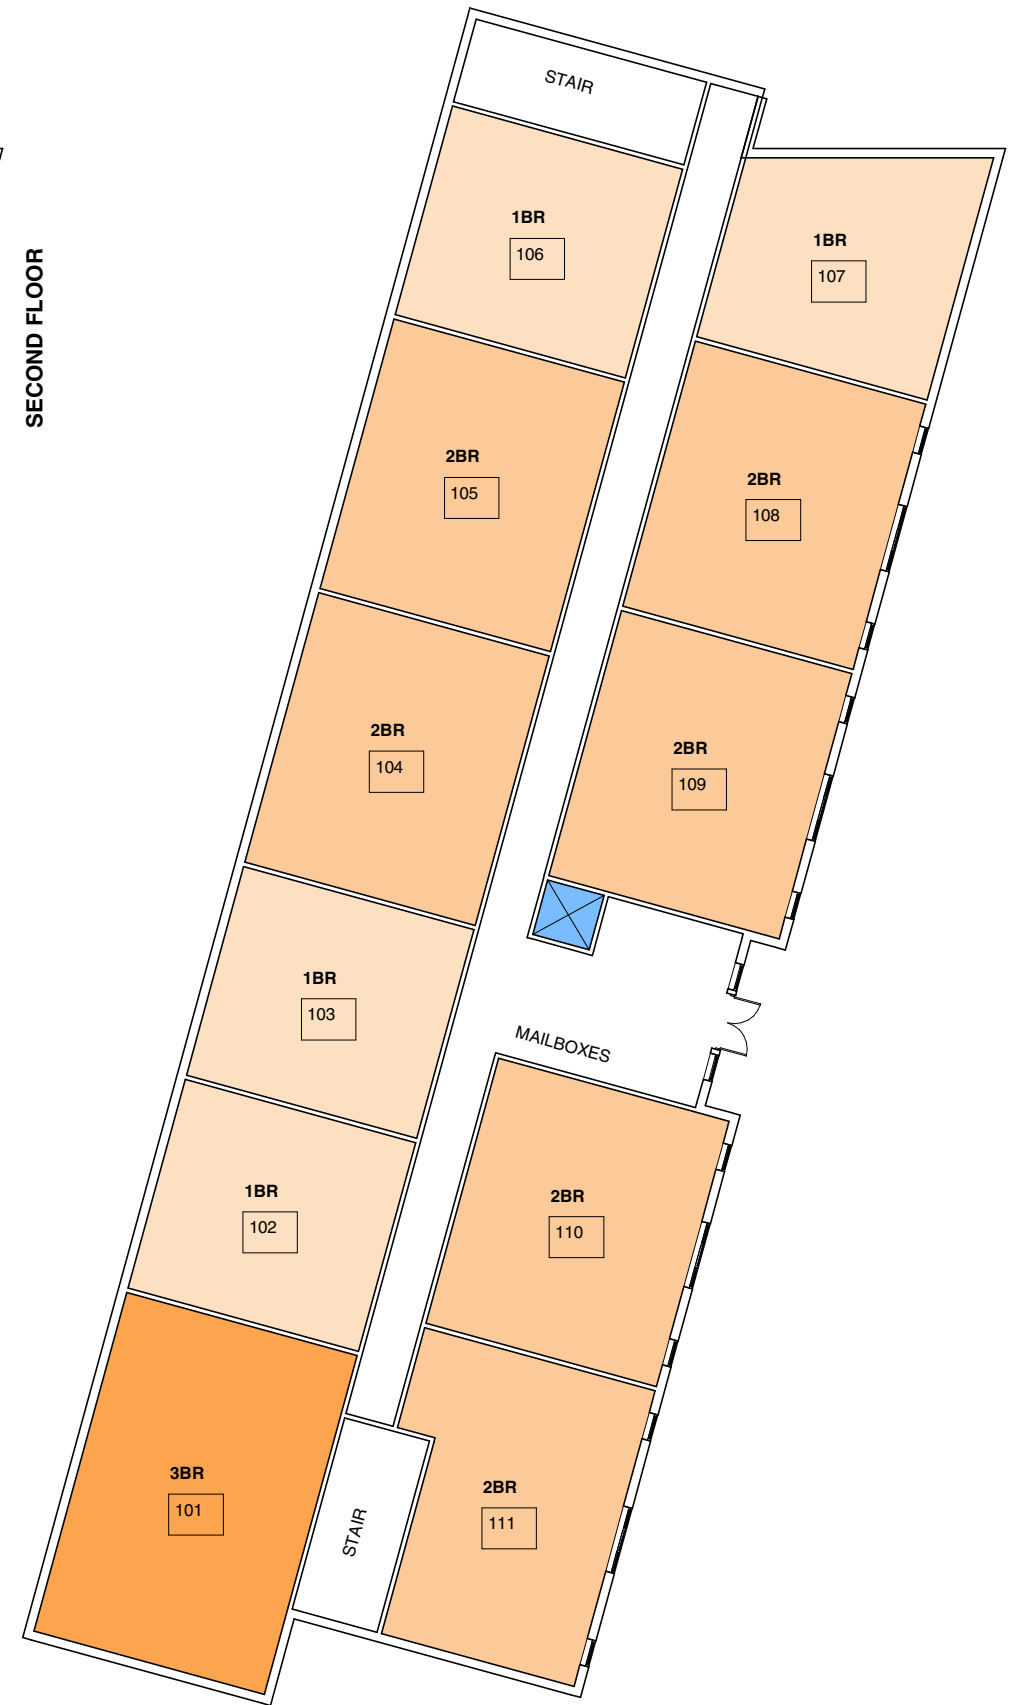 STAIR
1BR
106
1BR
107
SECOND FLOOR
2BR
105
2BR
108
2BR
104
2BR
109
1BR
103
MAILBOXES
1BR
102
2BR
110
3BR
101
2BR
111
STAIR